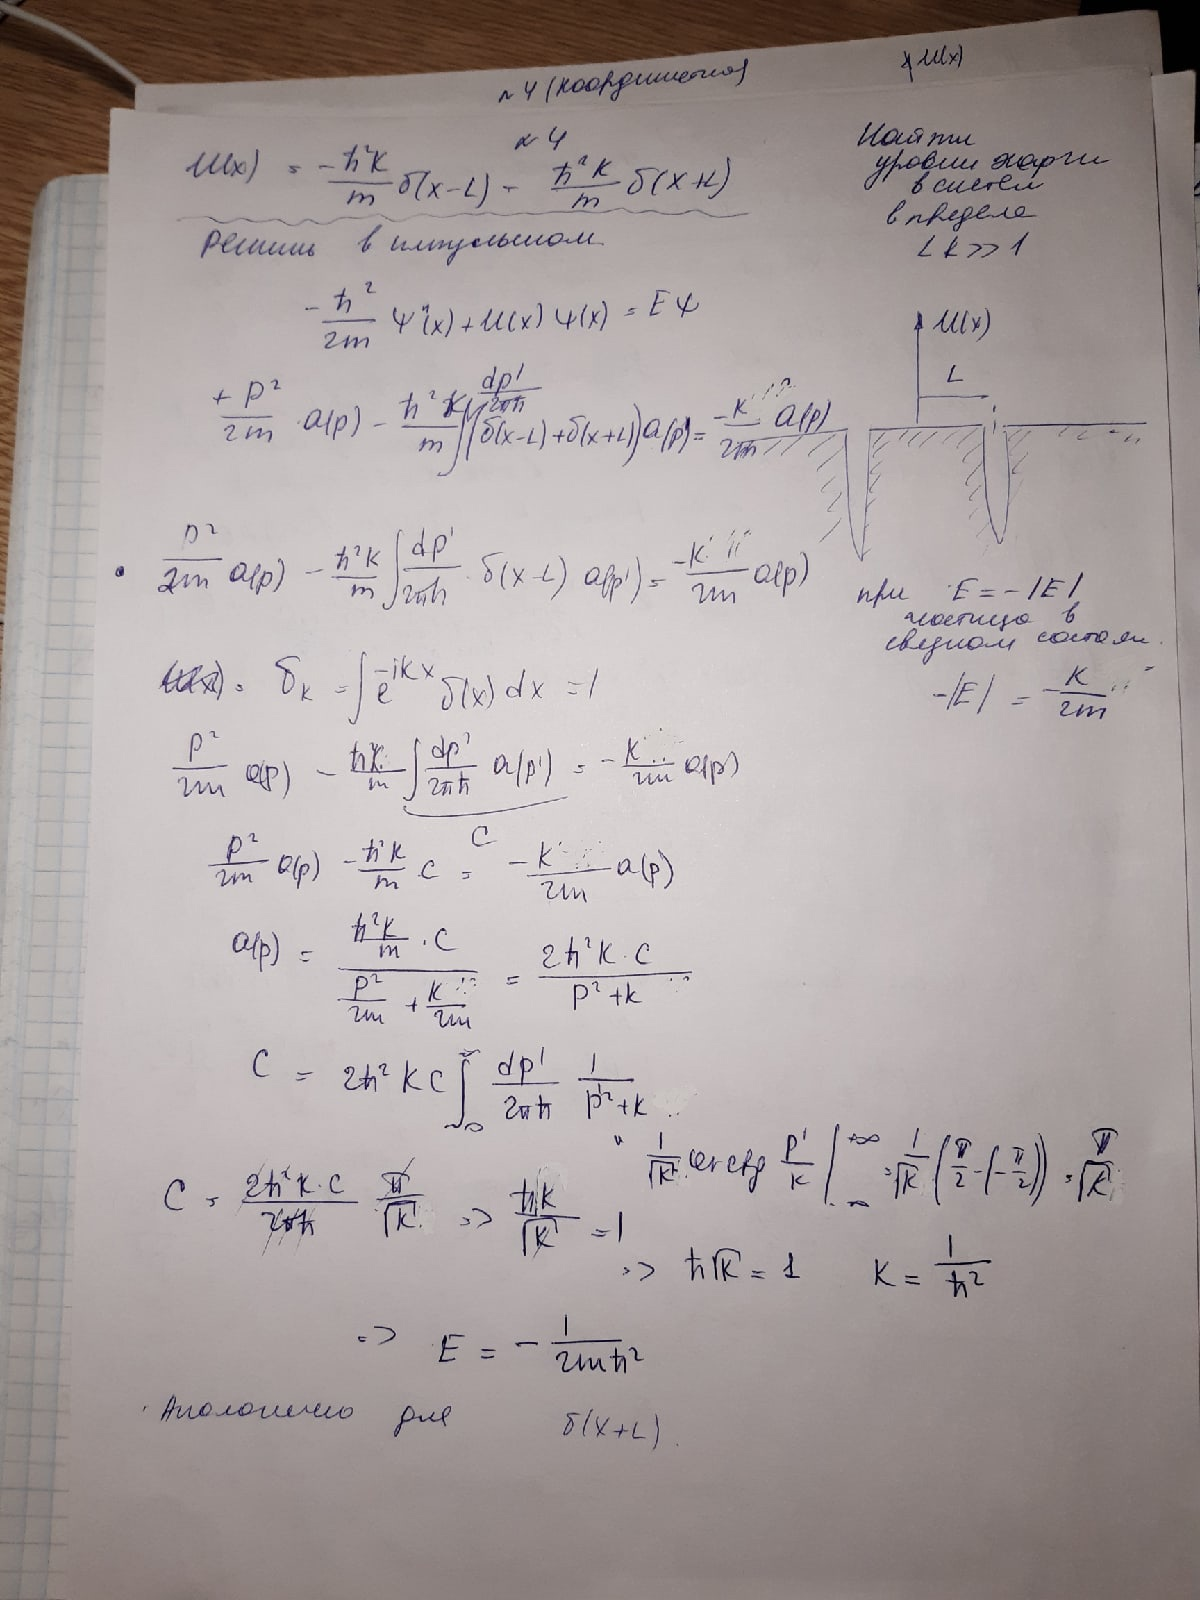 №4 (Координатно)
U(x)
№4
U(x) = -ħ²k/m δ(x-L) - ħ²k/m δ(x+L)
Найти
уровни энерги
в систем
в пределе
Lk >> 1
Решить в импульсном
-ħ²/2m Ψ''(x) + U(x) Ψ(x) = EΨ
U(x)
L
+p²/2m · a(p) - ħ²k/m ∫ dp'/2πħ (δ(x-L)+δ(x+L)) a(p') = -k/2m a(p)
• p²/2m a(p) - ħ²k/m ∫ dp'/2πħ · δ(x-L) a(p') = -k/2m a(p)
при E = -|E|
частица в
связном состоян.
-|E| = -k/2m
δ_k = ∫ e^(-ikx) δ(x) dx = 1
p²/2m a(p) - ħ²k/m ∫ dp'/2πħ a(p') = -k/2m a(p)
C
p²/2m a(p) - ħ²k/m C = -k/2m a(p)
a(p) = (ħ²k/m · C)/(p²/2m + k/2m) = 2ħ²k·C/(p²+k)
C = 2ħ²kC ∫_{-∞}^{∞} dp'/2πħ 1/(p'²+k)
" 1/√k arctg p'/k |_{-∞}^{+∞} = 1/√k (π/2 - (-π/2)) = π/√k
C = 2ħ²k·C/2πħ π/√k => ħk/√k = 1
=> ħ√k = 1 k = 1/ħ²
=> E = -1/2mħ²
Аналогично для δ(x+L).